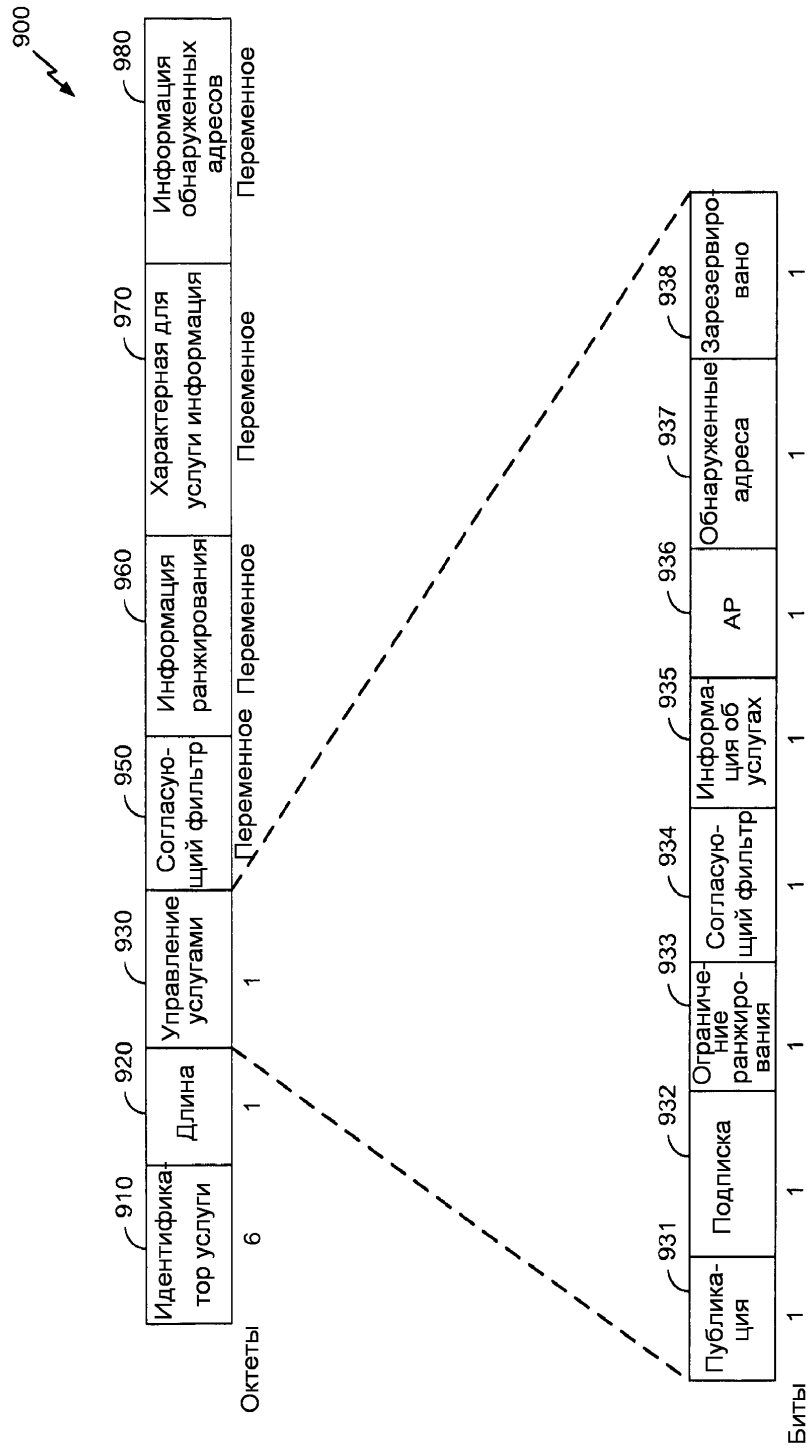 900
910
920
930
950
960
970
980
Идентифика-
тор услуги
Длина
Управление
услугами
Согласую-
щий фильтр
Информация
ранжирования
Характерная для
услуги информация
Информация
обнаруженных
адресов
Октеты
6
1
1
Переменное
Переменное
Переменное
Переменное
931
932
933
934
935
936
937
938
Публика-
ция
Подписка
Ограниче-
ние
ранжиро-
вания
Согласую-
щий фильтр
Информа-
ция об
услугах
AP
Обнаруженные
адреса
Зарезервиро-
вано
Биты
1
1
1
1
1
1
1
1